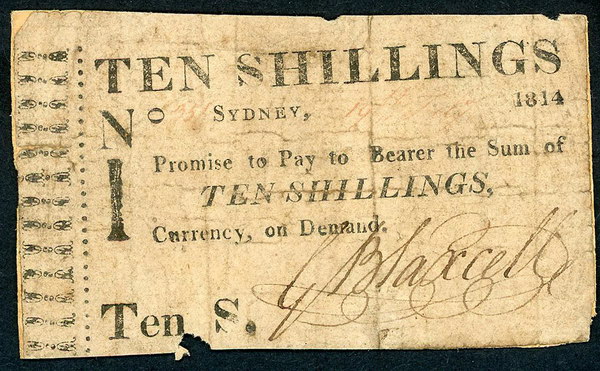 TEN SHILLINGS
No SYDNEY, 1814
I Promise to Pay to Bearer the Sum of
TEN SHILLINGS,
Currency, on Demand.
G Blaxcell
Ten S.